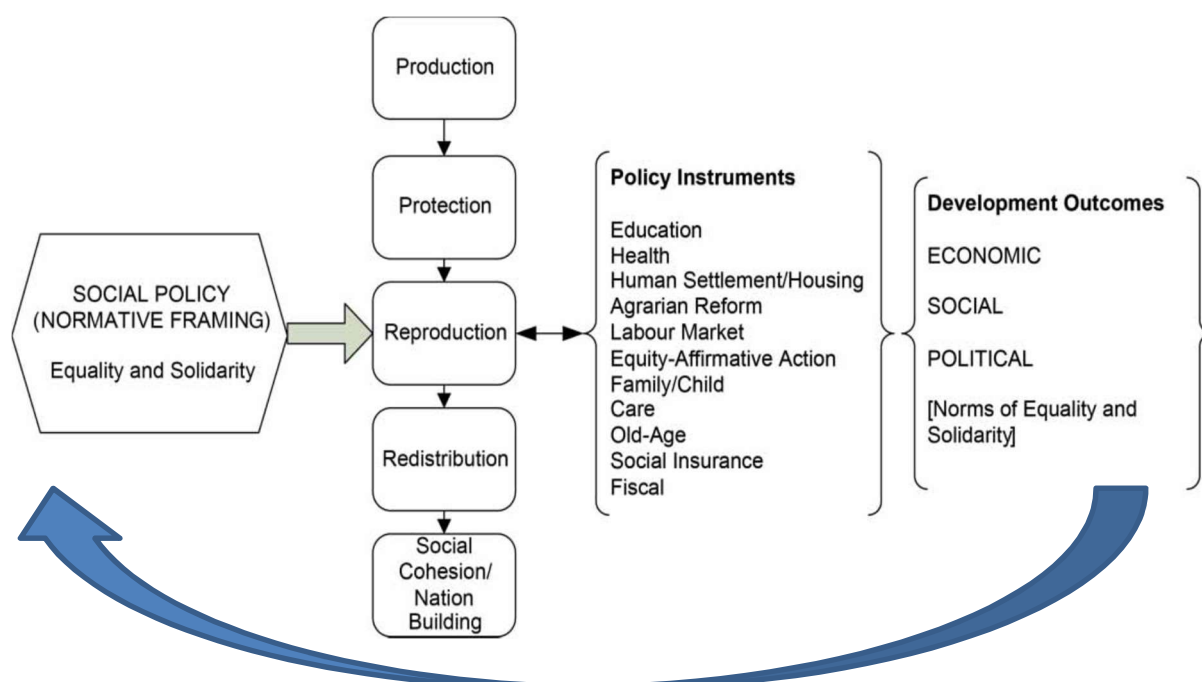 SOCIAL POLICY
(NORMATIVE FRAMING)
Equality and Solidarity
Production
Protection
Reproduction
Redistribution
Social
Cohesion/
Nation
Building
Policy Instruments
Education
Health
Human Settlement/Housing
Agrarian Reform
Labour Market
Equity-Affirmative Action
Family/Child
Care
Old-Age
Social Insurance
Fiscal
Development Outcomes
ECONOMIC
SOCIAL
POLITICAL
[Norms of Equality and
Solidarity]